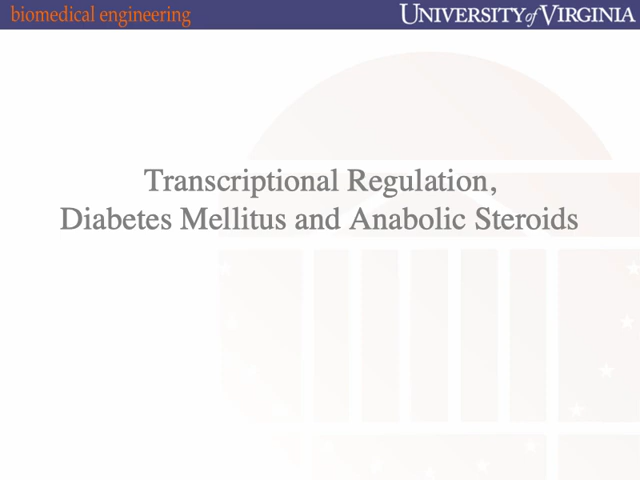 biomedical engineering
UNIVERSITY of VIRGINIA
Transcriptional Regulation,
Diabetes Mellitus and Anabolic Steroids